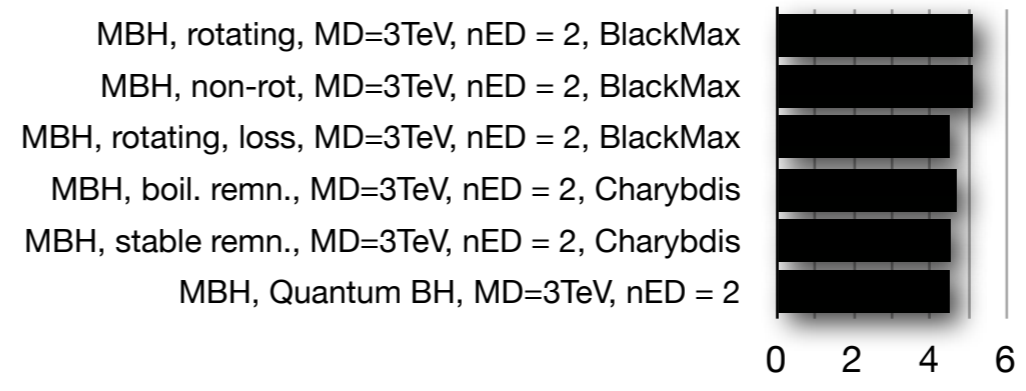 MBH, rotating, MD=3TeV, nED = 2, BlackMax
MBH, non-rot, MD=3TeV, nED = 2, BlackMax
MBH, rotating, loss, MD=3TeV, nED = 2, BlackMax
MBH, boil. remn., MD=3TeV, nED = 2, Charybdis
MBH, stable remn., MD=3TeV, nED = 2, Charybdis
MBH, Quantum BH, MD=3TeV, nED = 2
0 2 4 6